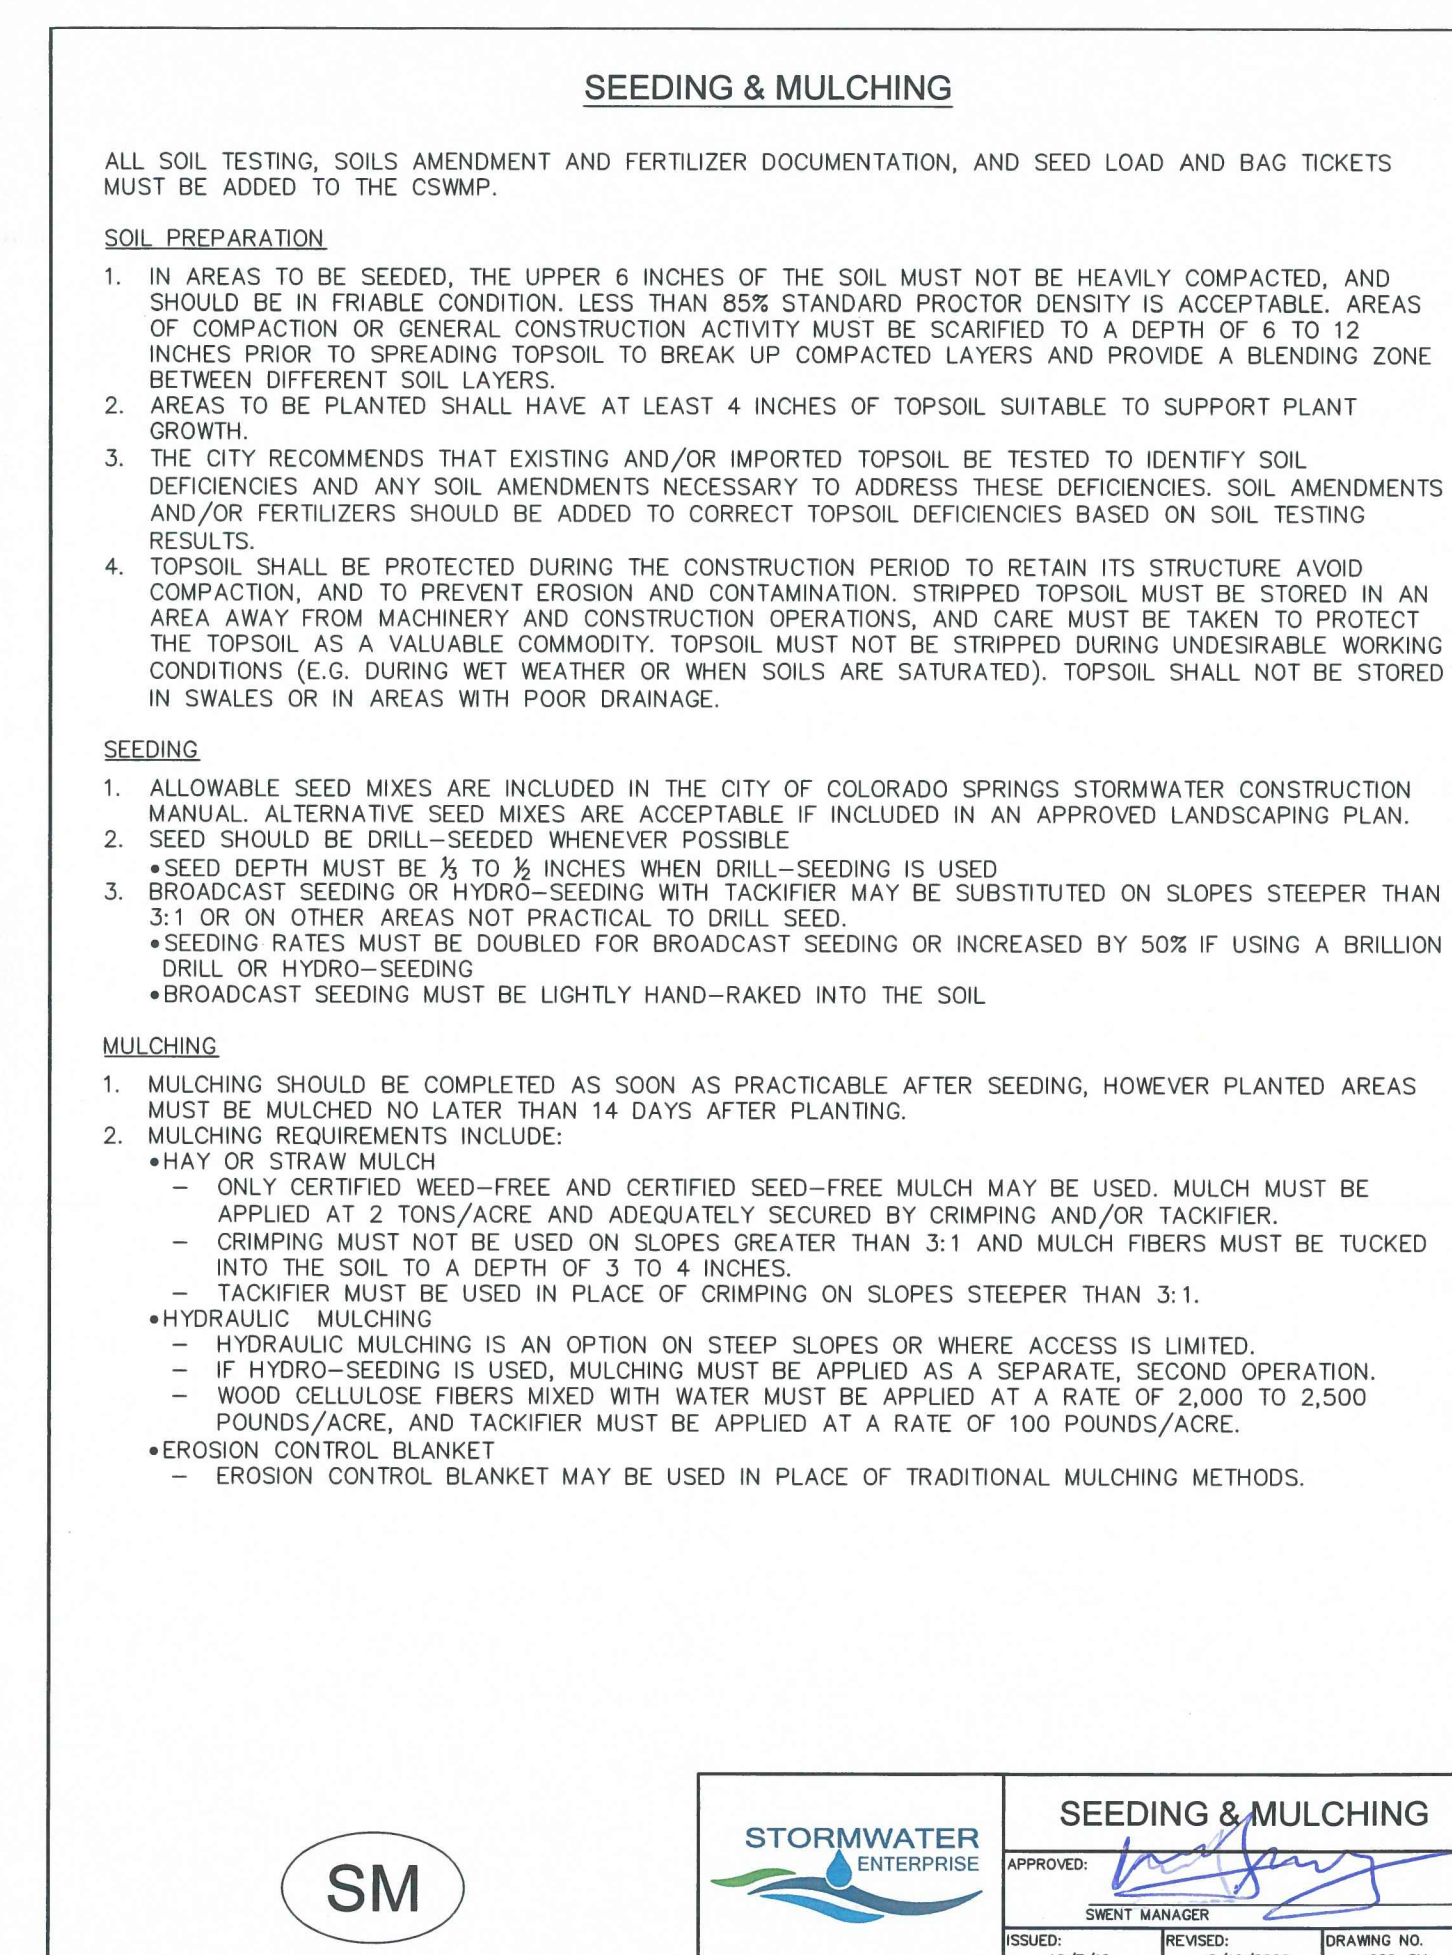 SEEDING & MULCHING
ALL SOIL TESTING, SOILS AMENDMENT AND FERTILIZER DOCUMENTATION, AND SEED LOAD AND BAG TICKETS
MUST BE ADDED TO THE CSWMP.
SOIL PREPARATION
1. IN AREAS TO BE SEEDED, THE UPPER 6 INCHES OF THE SOIL MUST NOT BE HEAVILY COMPACTED, AND
SHOULD BE IN FRIABLE CONDITION. LESS THAN 85% STANDARD PROCTOR DENSITY IS ACCEPTABLE. AREAS
OF COMPACTION OR GENERAL CONSTRUCTION ACTIVITY MUST BE SCARIFIED TO A DEPTH OF 6 TO 12
INCHES PRIOR TO SPREADING TOPSOIL TO BREAK UP COMPACTED LAYERS AND PROVIDE A BLENDING ZONE
BETWEEN DIFFERENT SOIL LAYERS.
2. AREAS TO BE PLANTED SHALL HAVE AT LEAST 4 INCHES OF TOPSOIL SUITABLE TO SUPPORT PLANT
GROWTH.
3. THE CITY RECOMMENDS THAT EXISTING AND/OR IMPORTED TOPSOIL BE TESTED TO IDENTIFY SOIL
DEFICIENCIES AND ANY SOIL AMENDMENTS NECESSARY TO ADDRESS THESE DEFICIENCIES. SOIL AMENDMENTS
AND/OR FERTILIZERS SHOULD BE ADDED TO CORRECT TOPSOIL DEFICIENCIES BASED ON SOIL TESTING
RESULTS.
4. TOPSOIL SHALL BE PROTECTED DURING THE CONSTRUCTION PERIOD TO RETAIN ITS STRUCTURE AVOID
COMPACTION, AND TO PREVENT EROSION AND CONTAMINATION. STRIPPED TOPSOIL MUST BE STORED IN AN
AREA AWAY FROM MACHINERY AND CONSTRUCTION OPERATIONS, AND CARE MUST BE TAKEN TO PROTECT
THE TOPSOIL AS A VALUABLE COMMODITY. TOPSOIL MUST NOT BE STRIPPED DURING UNDESIRABLE WORKING
CONDITIONS (E.G. DURING WET WEATHER OR WHEN SOILS ARE SATURATED). TOPSOIL SHALL NOT BE STORED
IN SWALES OR IN AREAS WITH POOR DRAINAGE.
SEEDING
1. ALLOWABLE SEED MIXES ARE INCLUDED IN THE CITY OF COLORADO SPRINGS STORMWATER CONSTRUCTION
MANUAL. ALTERNATIVE SEED MIXES ARE ACCEPTABLE IF INCLUDED IN AN APPROVED LANDSCAPING PLAN.
2. SEED SHOULD BE DRILL-SEEDED WHENEVER POSSIBLE
•SEED DEPTH MUST BE ⅓ TO ½ INCHES WHEN DRILL-SEEDING IS USED
3. BROADCAST SEEDING OR HYDRO-SEEDING WITH TACKIFIER MAY BE SUBSTITUTED ON SLOPES STEEPER THAN
3:1 OR ON OTHER AREAS NOT PRACTICAL TO DRILL SEED.
•SEEDING RATES MUST BE DOUBLED FOR BROADCAST SEEDING OR INCREASED BY 50% IF USING A BRILLION
DRILL OR HYDRO-SEEDING
•BROADCAST SEEDING MUST BE LIGHTLY HAND-RAKED INTO THE SOIL
MULCHING
1. MULCHING SHOULD BE COMPLETED AS SOON AS PRACTICABLE AFTER SEEDING, HOWEVER PLANTED AREAS
MUST BE MULCHED NO LATER THAN 14 DAYS AFTER PLANTING.
2. MULCHING REQUIREMENTS INCLUDE:
•HAY OR STRAW MULCH
– ONLY CERTIFIED WEED-FREE AND CERTIFIED SEED-FREE MULCH MAY BE USED. MULCH MUST BE
APPLIED AT 2 TONS/ACRE AND ADEQUATELY SECURED BY CRIMPING AND/OR TACKIFIER.
– CRIMPING MUST NOT BE USED ON SLOPES GREATER THAN 3:1 AND MULCH FIBERS MUST BE TUCKED
INTO THE SOIL TO A DEPTH OF 3 TO 4 INCHES.
– TACKIFIER MUST BE USED IN PLACE OF CRIMPING ON SLOPES STEEPER THAN 3:1.
•HYDRAULIC MULCHING
– HYDRAULIC MULCHING IS AN OPTION ON STEEP SLOPES OR WHERE ACCESS IS LIMITED.
– IF HYDRO-SEEDING IS USED, MULCHING MUST BE APPLIED AS A SEPARATE, SECOND OPERATION.
– WOOD CELLULOSE FIBERS MIXED WITH WATER MUST BE APPLIED AT A RATE OF 2,000 TO 2,500
POUNDS/ACRE, AND TACKIFIER MUST BE APPLIED AT A RATE OF 100 POUNDS/ACRE.
•EROSION CONTROL BLANKET
– EROSION CONTROL BLANKET MAY BE USED IN PLACE OF TRADITIONAL MULCHING METHODS.
SM
STORMWATER
ENTERPRISE
SEEDING & MULCHING
APPROVED:
SWENT MANAGER
ISSUED:
REVISED:
DRAWING NO.